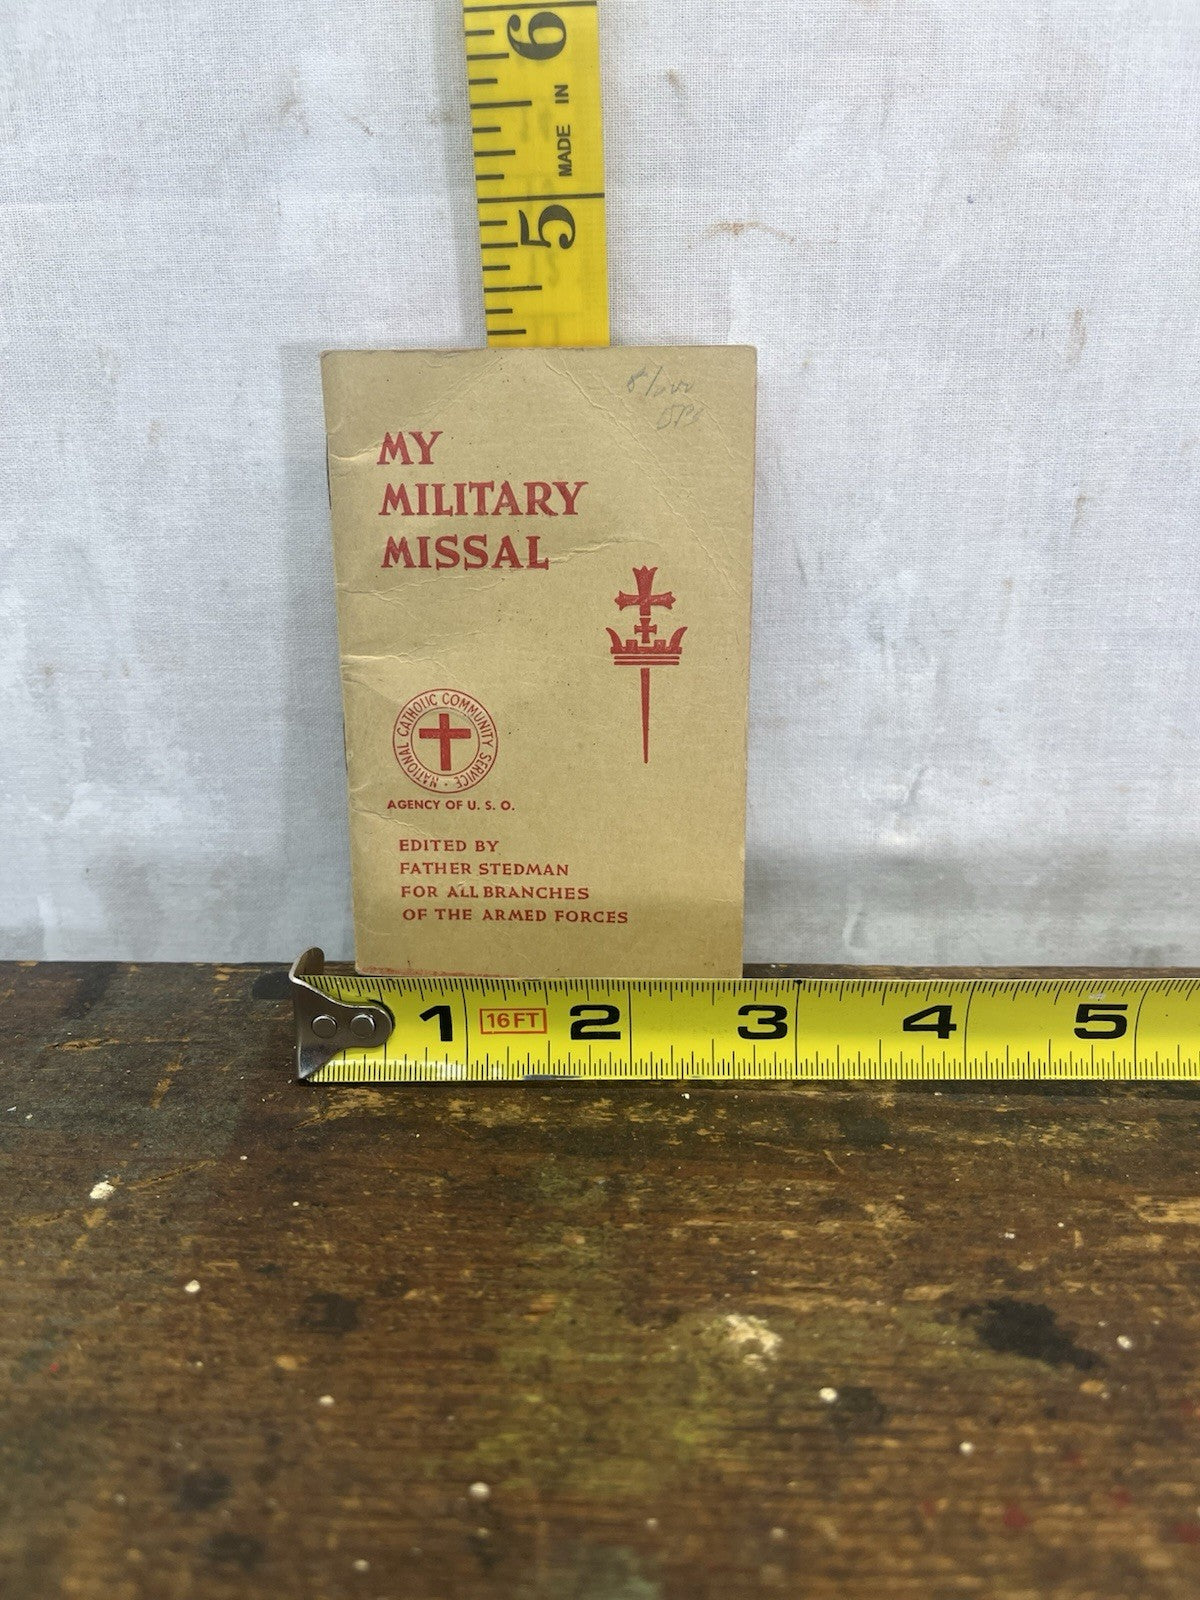 6
MADE IN
5
MY
MILITARY
MISSAL
NATIONAL CATHOLIC COMMUNITY SERVICE
AGENCY OF U. S. O.
EDITED BY
FATHER STEDMAN
FOR ALL BRANCHES
OF THE ARMED FORCES
1 16FT 2 3 4 5